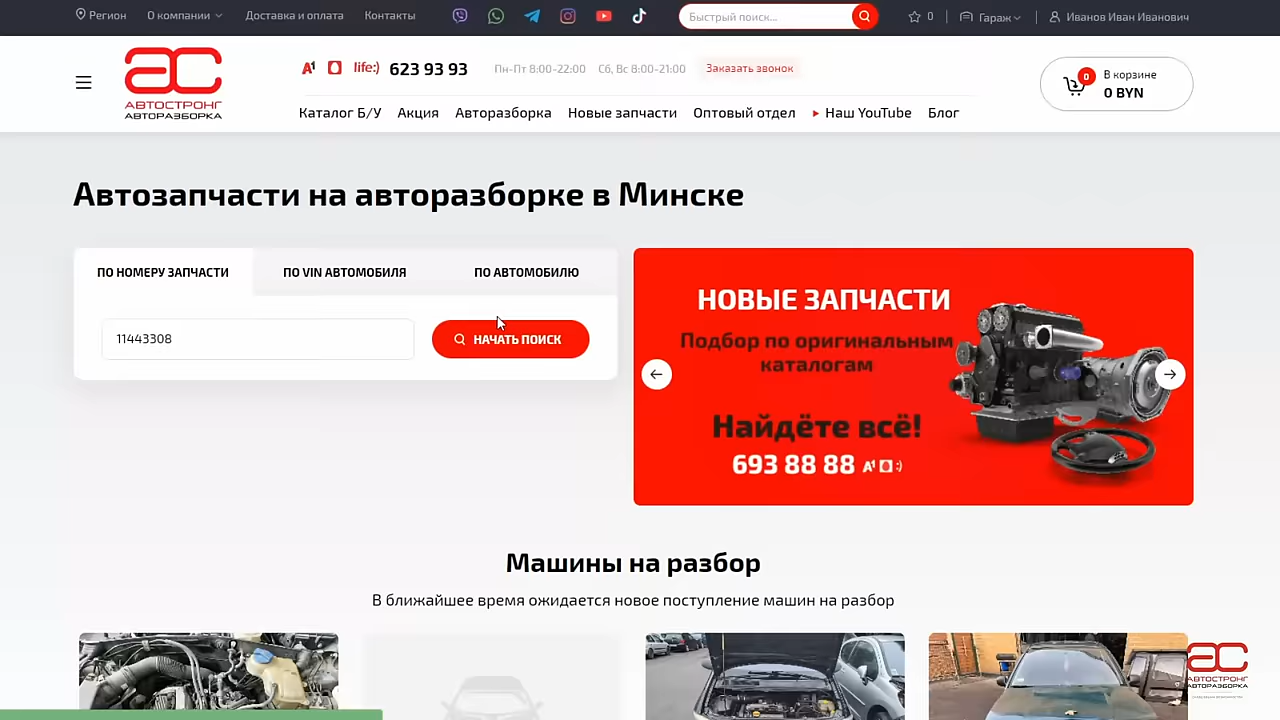 Регион
О компании
Доставка и оплата
Контакты
Быстрый поиск...
0
Гараж
Иванов Иван Иванович
АС
АВТОСТРОНГ
АВТОРАЗБОРКА
A1 life:) 623 93 93
Пн-Пт 8:00-22:00
Сб, Вс 8:00-21:00
Заказать звонок
0
В корзине
0 BYN
Каталог Б/У
Акция
Авторазборка
Новые запчасти
Оптовый отдел
Наш YouTube
Блог
Автозапчасти на авторазборке в Минске
ПО НОМЕРУ ЗАПЧАСТИ
ПО VIN АВТОМОБИЛЯ
ПО АВТОМОБИЛЮ
11443308
НАЧАТЬ ПОИСК
НОВЫЕ ЗАПЧАСТИ
Подбор по оригинальным
каталогам
Найдёте всё!
693 88 88 A1 :)
Машины на разбор
В ближайшее время ожидается новое поступление машин на разбор
АС
АВТОСТРОНГ
АВТОРАЗБОРКА